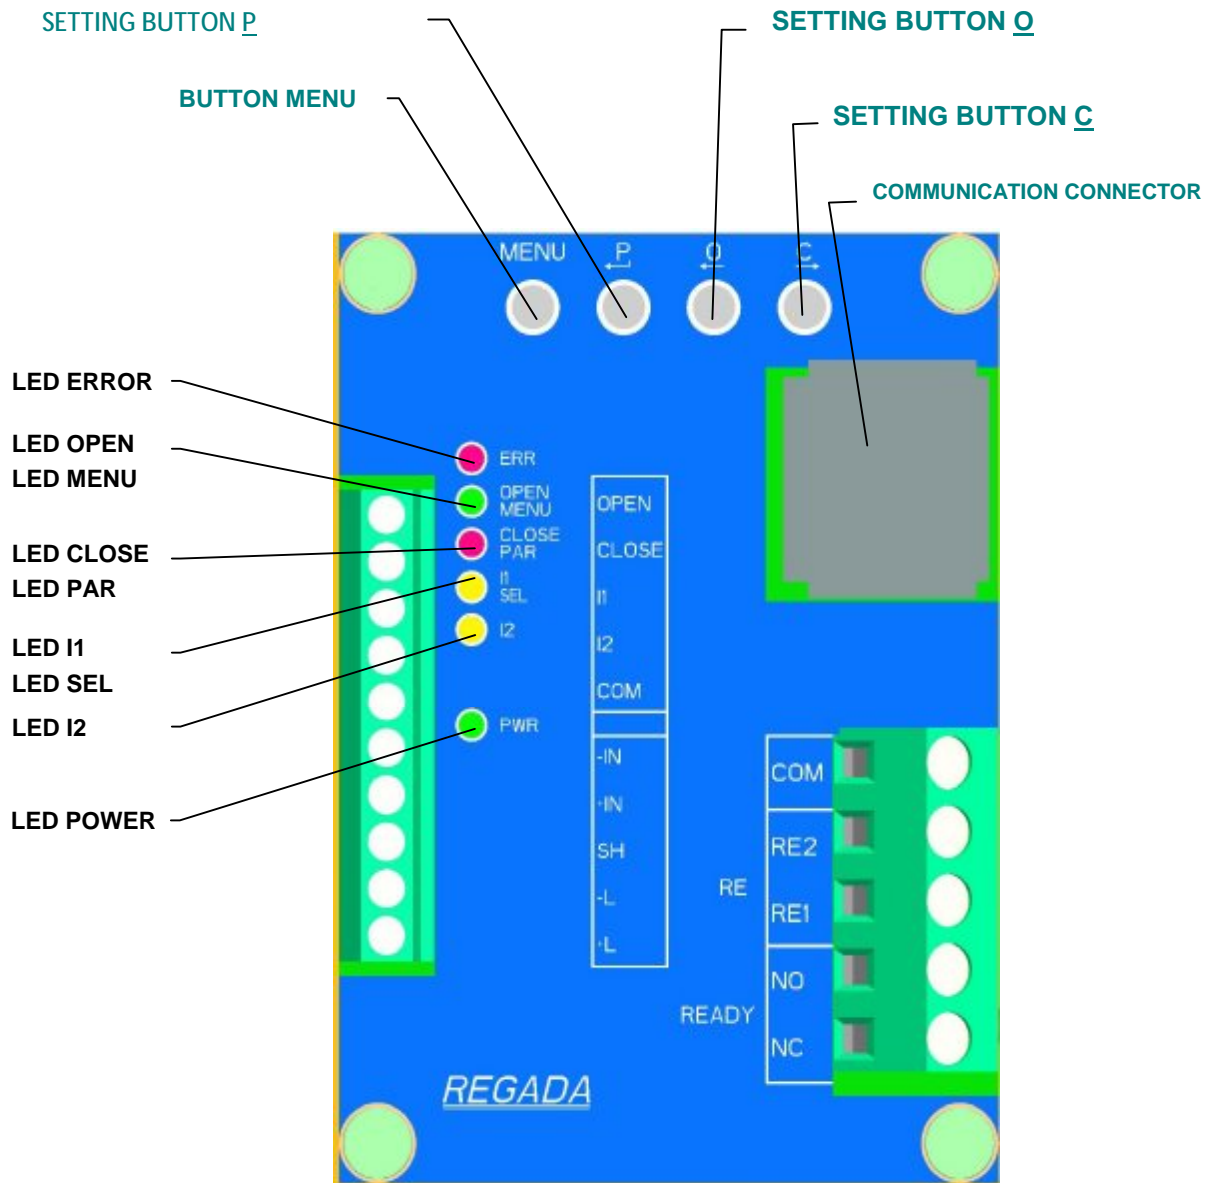 SETTING BUTTON P
SETTING BUTTON O
BUTTON MENU
SETTING BUTTON C
COMMUNICATION CONNECTOR
MENU
P
O
C
LED ERROR
ERR
LED OPEN
LED MENU
OPEN
MENU
LED CLOSE
LED PAR
CLOSE
PAR
LED I1
LED SEL
I1
SEL
LED I2
I2
LED POWER
PWR
OPEN
CLOSE
I1
I2
COM
-IN
+IN
SH
-L
+L
COM
RE2
RE
RE1
NO
READY
NC
REGADA